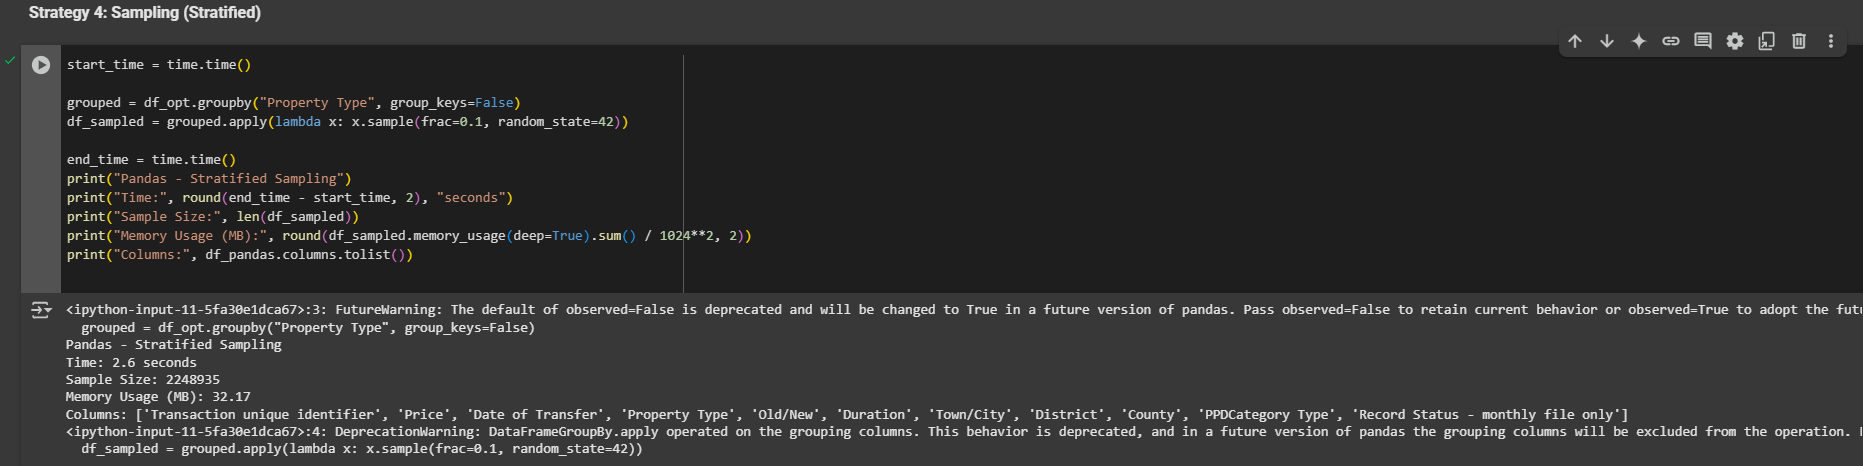 Strategy 4: Sampling (Stratified)
start_time = time.time()
grouped = df_opt.groupby("Property Type", group_keys=False)
df_sampled = grouped.apply(lambda x: x.sample(frac=0.1, random_state=42))
end_time = time.time()
print("Pandas - Stratified Sampling")
print("Time:", round(end_time - start_time, 2), "seconds")
print("Sample Size:", len(df_sampled))
print("Memory Usage (MB):", round(df_sampled.memory_usage(deep=True).sum() / 1024**2, 2))
print("Columns:", df_pandas.columns.tolist())
<ipython-input-11-5fa30e1dca67>:3: FutureWarning: The default of observed=False is deprecated and will be changed to True in a future version of pandas. Pass observed=False to retain current behavior or observed=True to adopt the futu
grouped = df_opt.groupby("Property Type", group_keys=False)
Pandas - Stratified Sampling
Time: 2.6 seconds
Sample Size: 2248935
Memory Usage (MB): 32.17
Columns: ['Transaction unique identifier', 'Price', 'Date of Transfer', 'Property Type', 'Old/New', 'Duration', 'Town/City', 'District', 'County', 'PPDCategory Type', 'Record Status - monthly file only']
<ipython-input-11-5fa30e1dca67>:4: DeprecationWarning: DataFrameGroupBy.apply operated on the grouping columns. This behavior is deprecated, and in a future version of pandas the grouping columns will be excluded from the operation.
df_sampled = grouped.apply(lambda x: x.sample(frac=0.1, random_state=42))